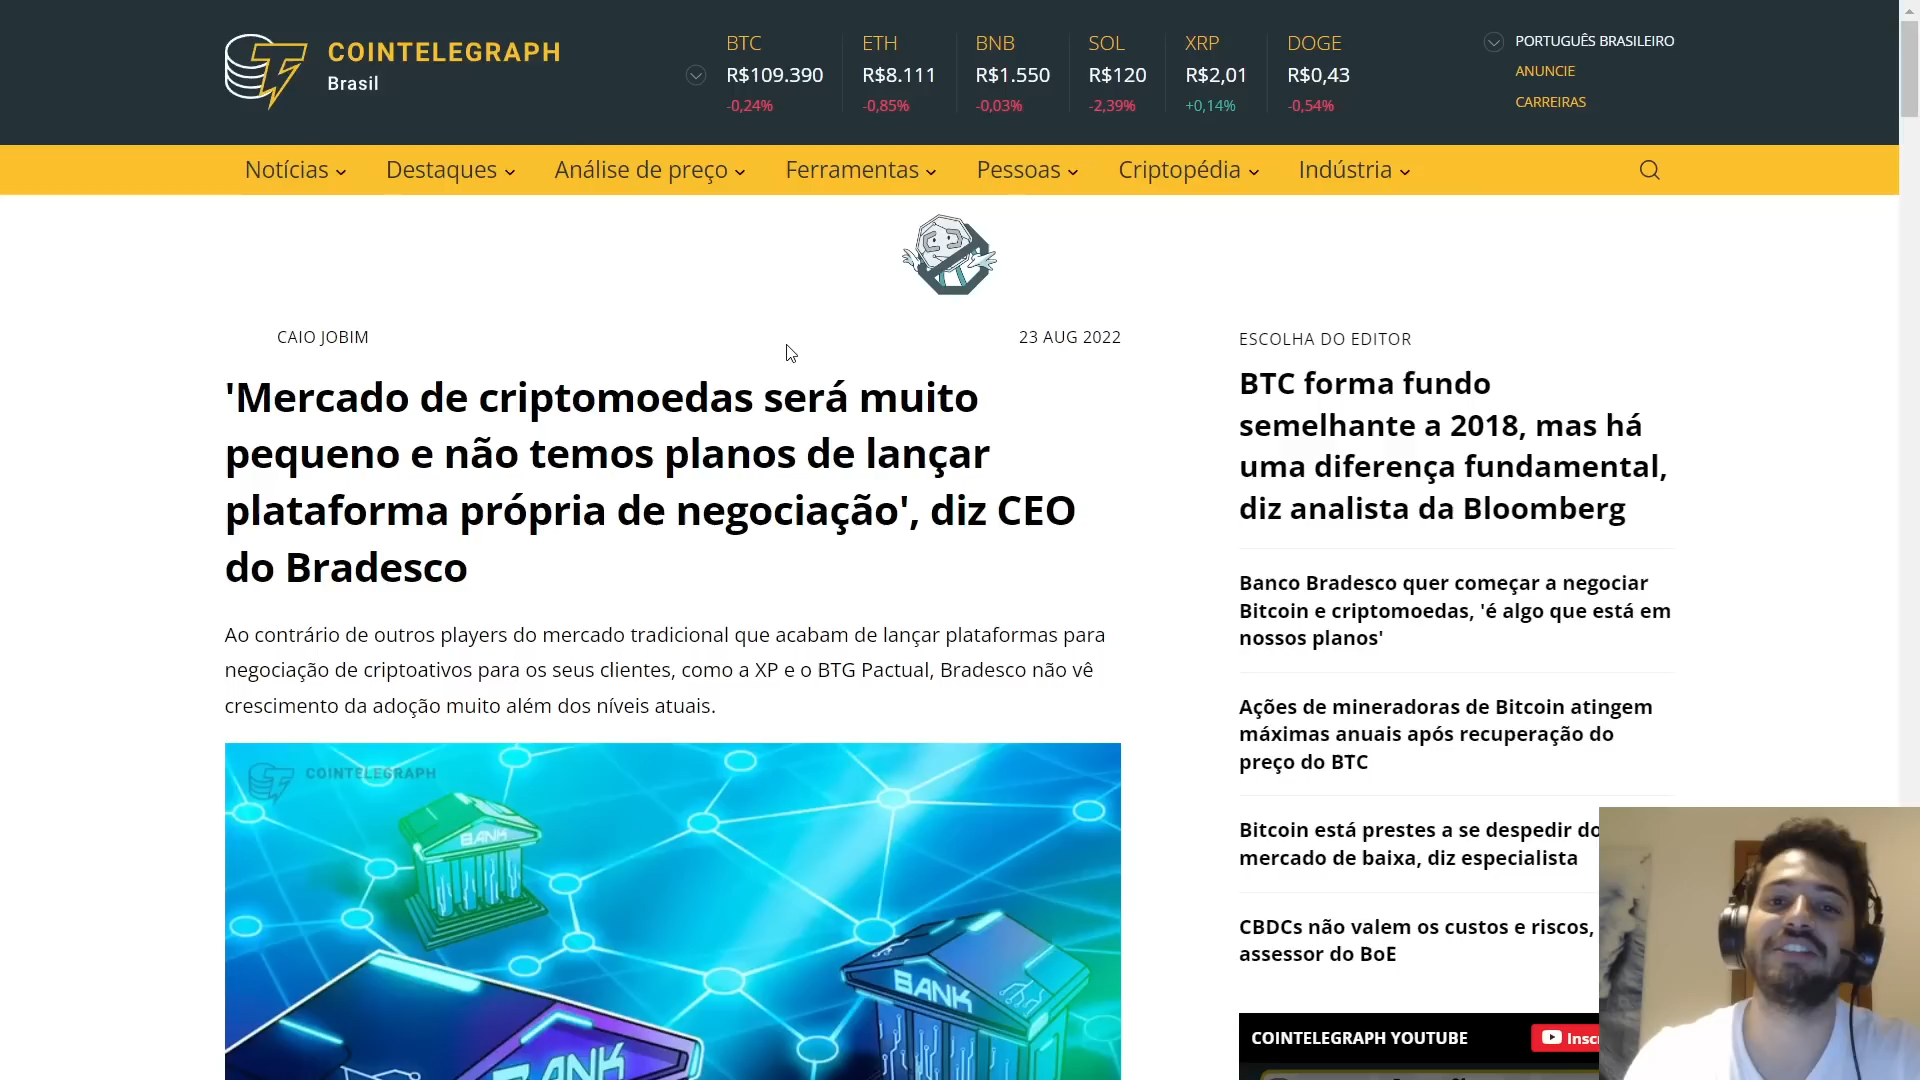 COINTELEGRAPH
Brasil
BTC
R$109.390
-0,24%
ETH
R$8.111
-0,85%
BNB
R$1.550
-0,03%
SOL
R$120
-2,39%
XRP
R$2,01
+0,14%
DOGE
R$0,43
-0,54%
PORTUGUÊS BRASILEIRO
ANUNCIE
CARREIRAS
Notícias
Destaques
Análise de preço
Ferramentas
Pessoas
Criptopédia
Indústria
CAIO JOBIM
23 AUG 2022
'Mercado de criptomoedas será muito
pequeno e não temos planos de lançar
plataforma própria de negociação', diz CEO
do Bradesco
Ao contrário de outros players do mercado tradicional que acabam de lançar plataformas para
negociação de criptoativos para os seus clientes, como a XP e o BTG Pactual, Bradesco não vê
crescimento da adoção muito além dos níveis atuais.
COINTELEGRAPH
BANK
BANK
BANK
ESCOLHA DO EDITOR
BTC forma fundo
semelhante a 2018, mas há
uma diferença fundamental,
diz analista da Bloomberg
Banco Bradesco quer começar a negociar
Bitcoin e criptomoedas, 'é algo que está em
nossos planos'
Ações de mineradoras de Bitcoin atingem
máximas anuais após recuperação do
preço do BTC
Bitcoin está prestes a se despedir do
mercado de baixa, diz especialista
CBDCs não valem os custos e riscos,
assessor do BoE
COINTELEGRAPH YOUTUBE